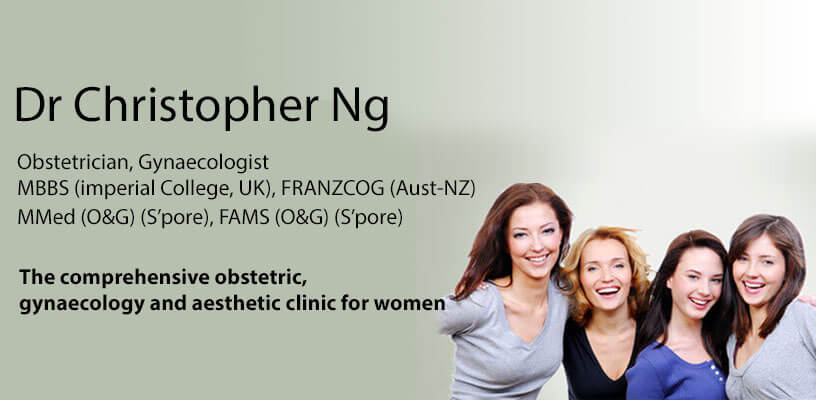 Dr Christopher Ng
Obstetrician, Gynaecologist
MBBS (imperial College, UK), FRANZCOG (Aust-NZ)
MMed (O&G) (S’pore), FAMS (O&G) (S’pore)
The comprehensive obstetric,
gynaecology and aesthetic clinic for women